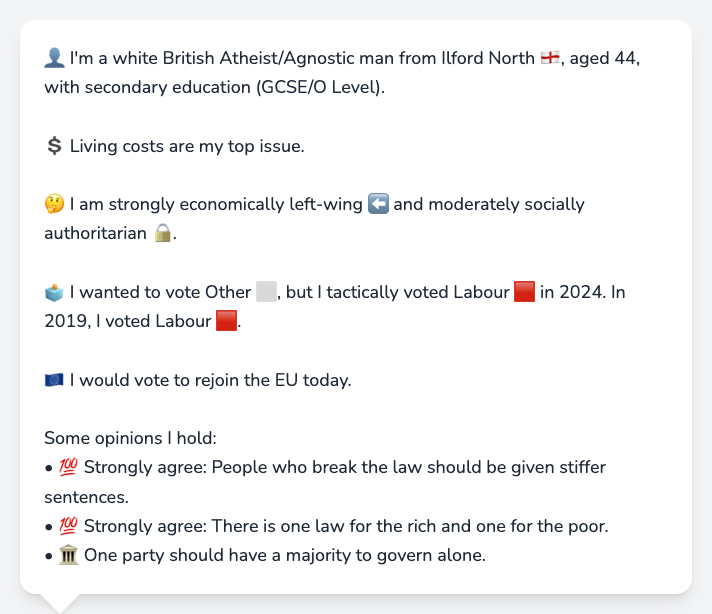 👤 I'm a white British Atheist/Agnostic man from Ilford North 🏴󠁧󠁢󠁥󠁮󠁧󠁿, aged 44,
with secondary education (GCSE/O Level).
💲 Living costs are my top issue.
🤔 I am strongly economically left-wing ⬅️ and moderately socially
authoritarian 🔒.
🗳️ I wanted to vote Other ⬜, but I tactically voted Labour 🟥 in 2024. In
2019, I voted Labour 🟥.
🇪🇺 I would vote to rejoin the EU today.
Some opinions I hold:
• 💯 Strongly agree: People who break the law should be given stiffer
sentences.
• 💯 Strongly agree: There is one law for the rich and one for the poor.
• 🏛️ One party should have a majority to govern alone.